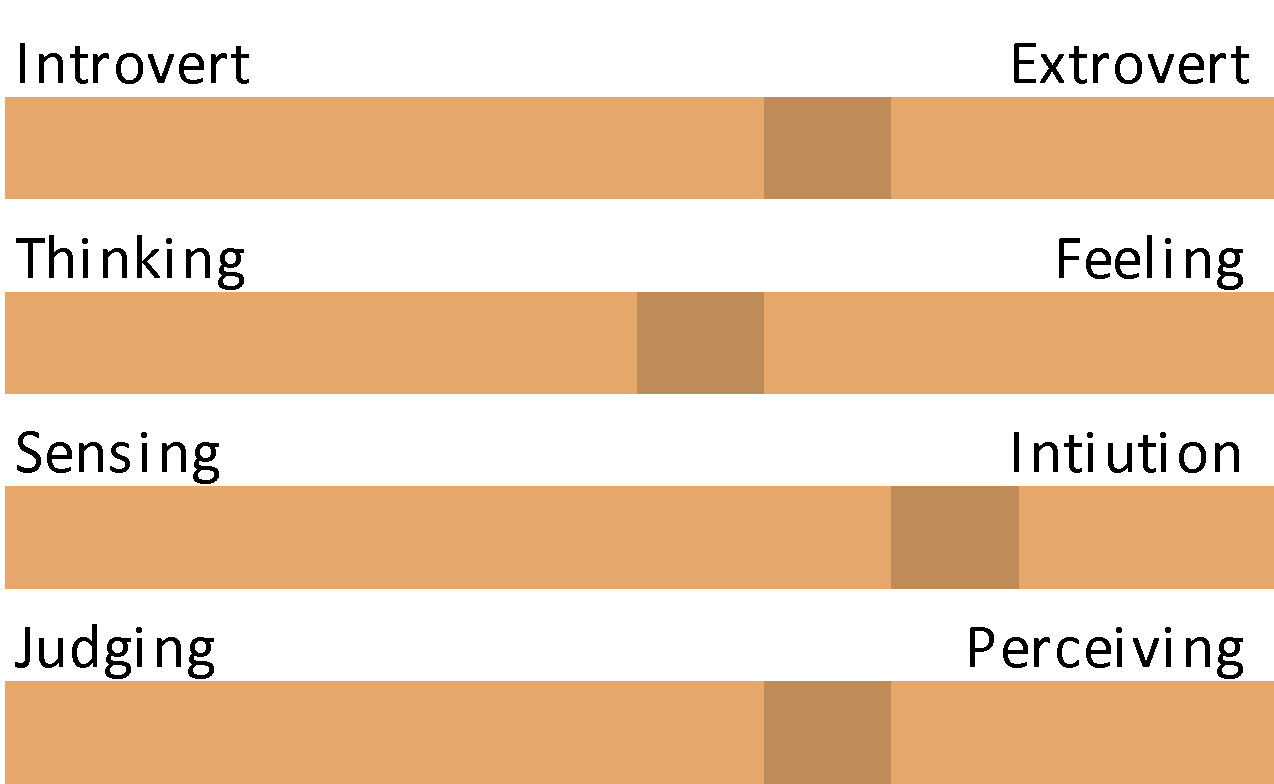 Introvert Extrovert
Thinking Feeling
Sensing Intiution
Judging Perceiving